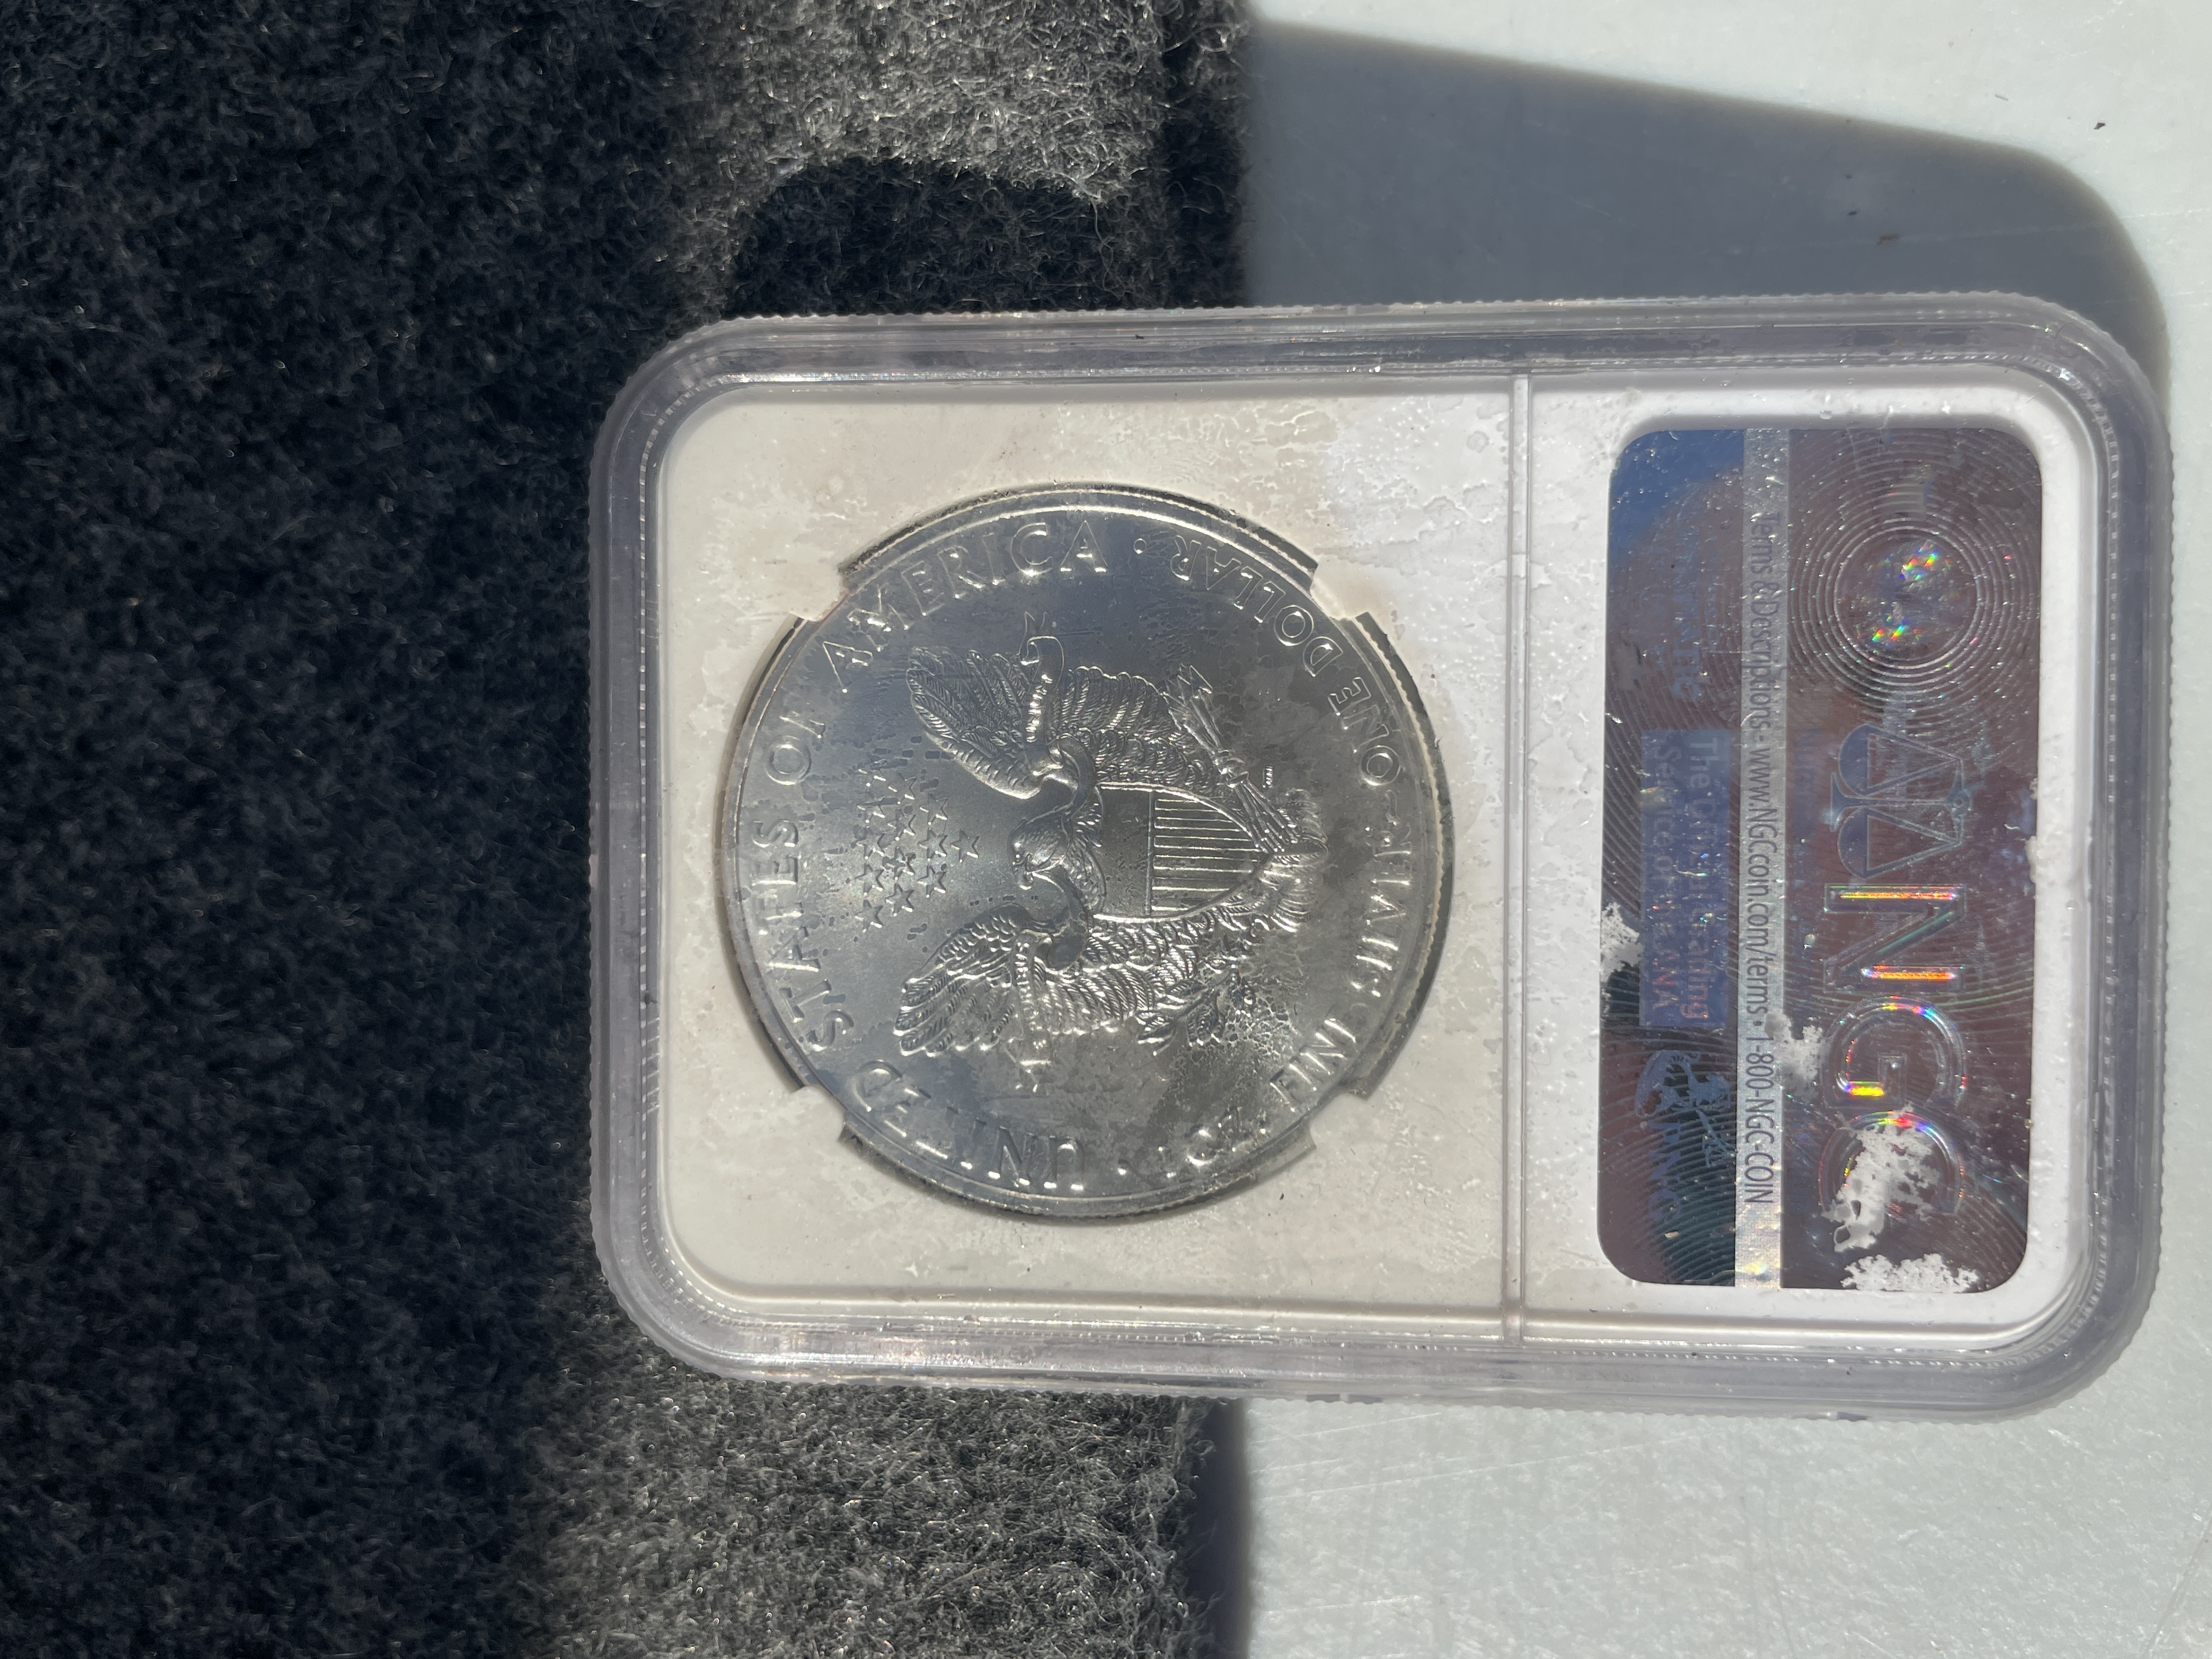 NGC
Terms & Descriptions - www.NGCcoin.com/terms • 1-800-NGC-COIN
The Official Grading
Service of the ANA
UNITED STATES OF AMERICA
1 OZ. FINE SILVER~ONE DOLLAR